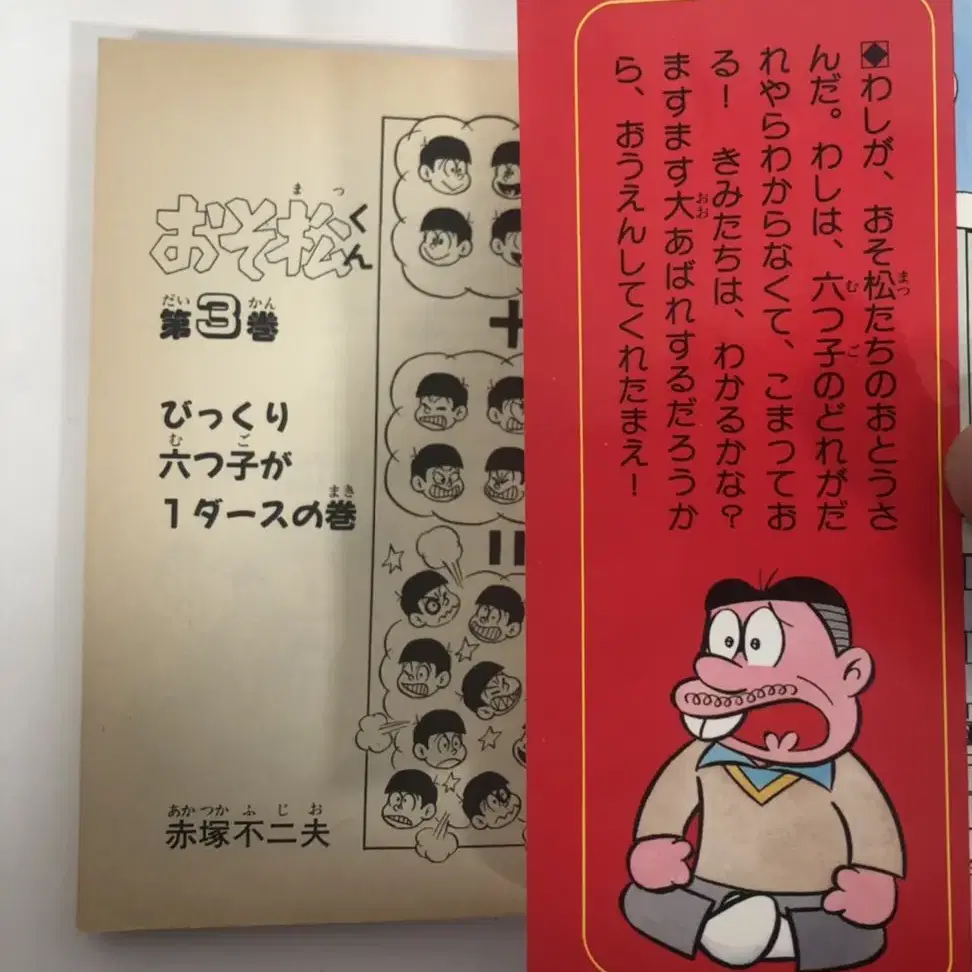 おそ松くん
第3巻
びっくり
六つ子が
1ダースの巻
赤塚不二夫
◆わしが、おそ松たちのおとうさ
んだ。わしは、六つ子のどれがだ
れやらわからなくて、こまってお
る！　きみたちは、わかるかな？
ますます大あばれするだろうか
ら、おうえんしてくれたまえ！